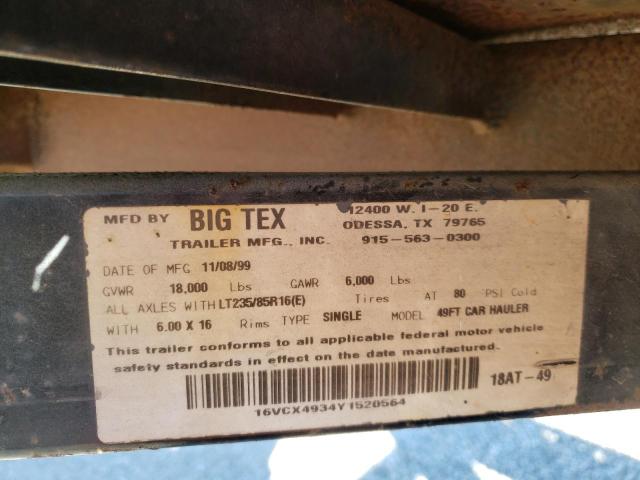 MFD BY BIG TEX 12400 W. I-20 E.
ODESSA, TX 79765
TRAILER MFG., INC. 915-563-0300
DATE OF MFG 11/08/99
GVWR 18,000 Lbs GAWR 6,000 Lbs
ALL AXLES WITH LT235/85R16(E) Tires AT 80 PSI Cold
WITH 6.00 X 16 Rims TYPE SINGLE MODEL 49FT CAR HAULER
This trailer conforms to all applicable federal motor vehicle
safety standards in effect on the date manufactured.
18AT-49
16VCX4934Y1520564